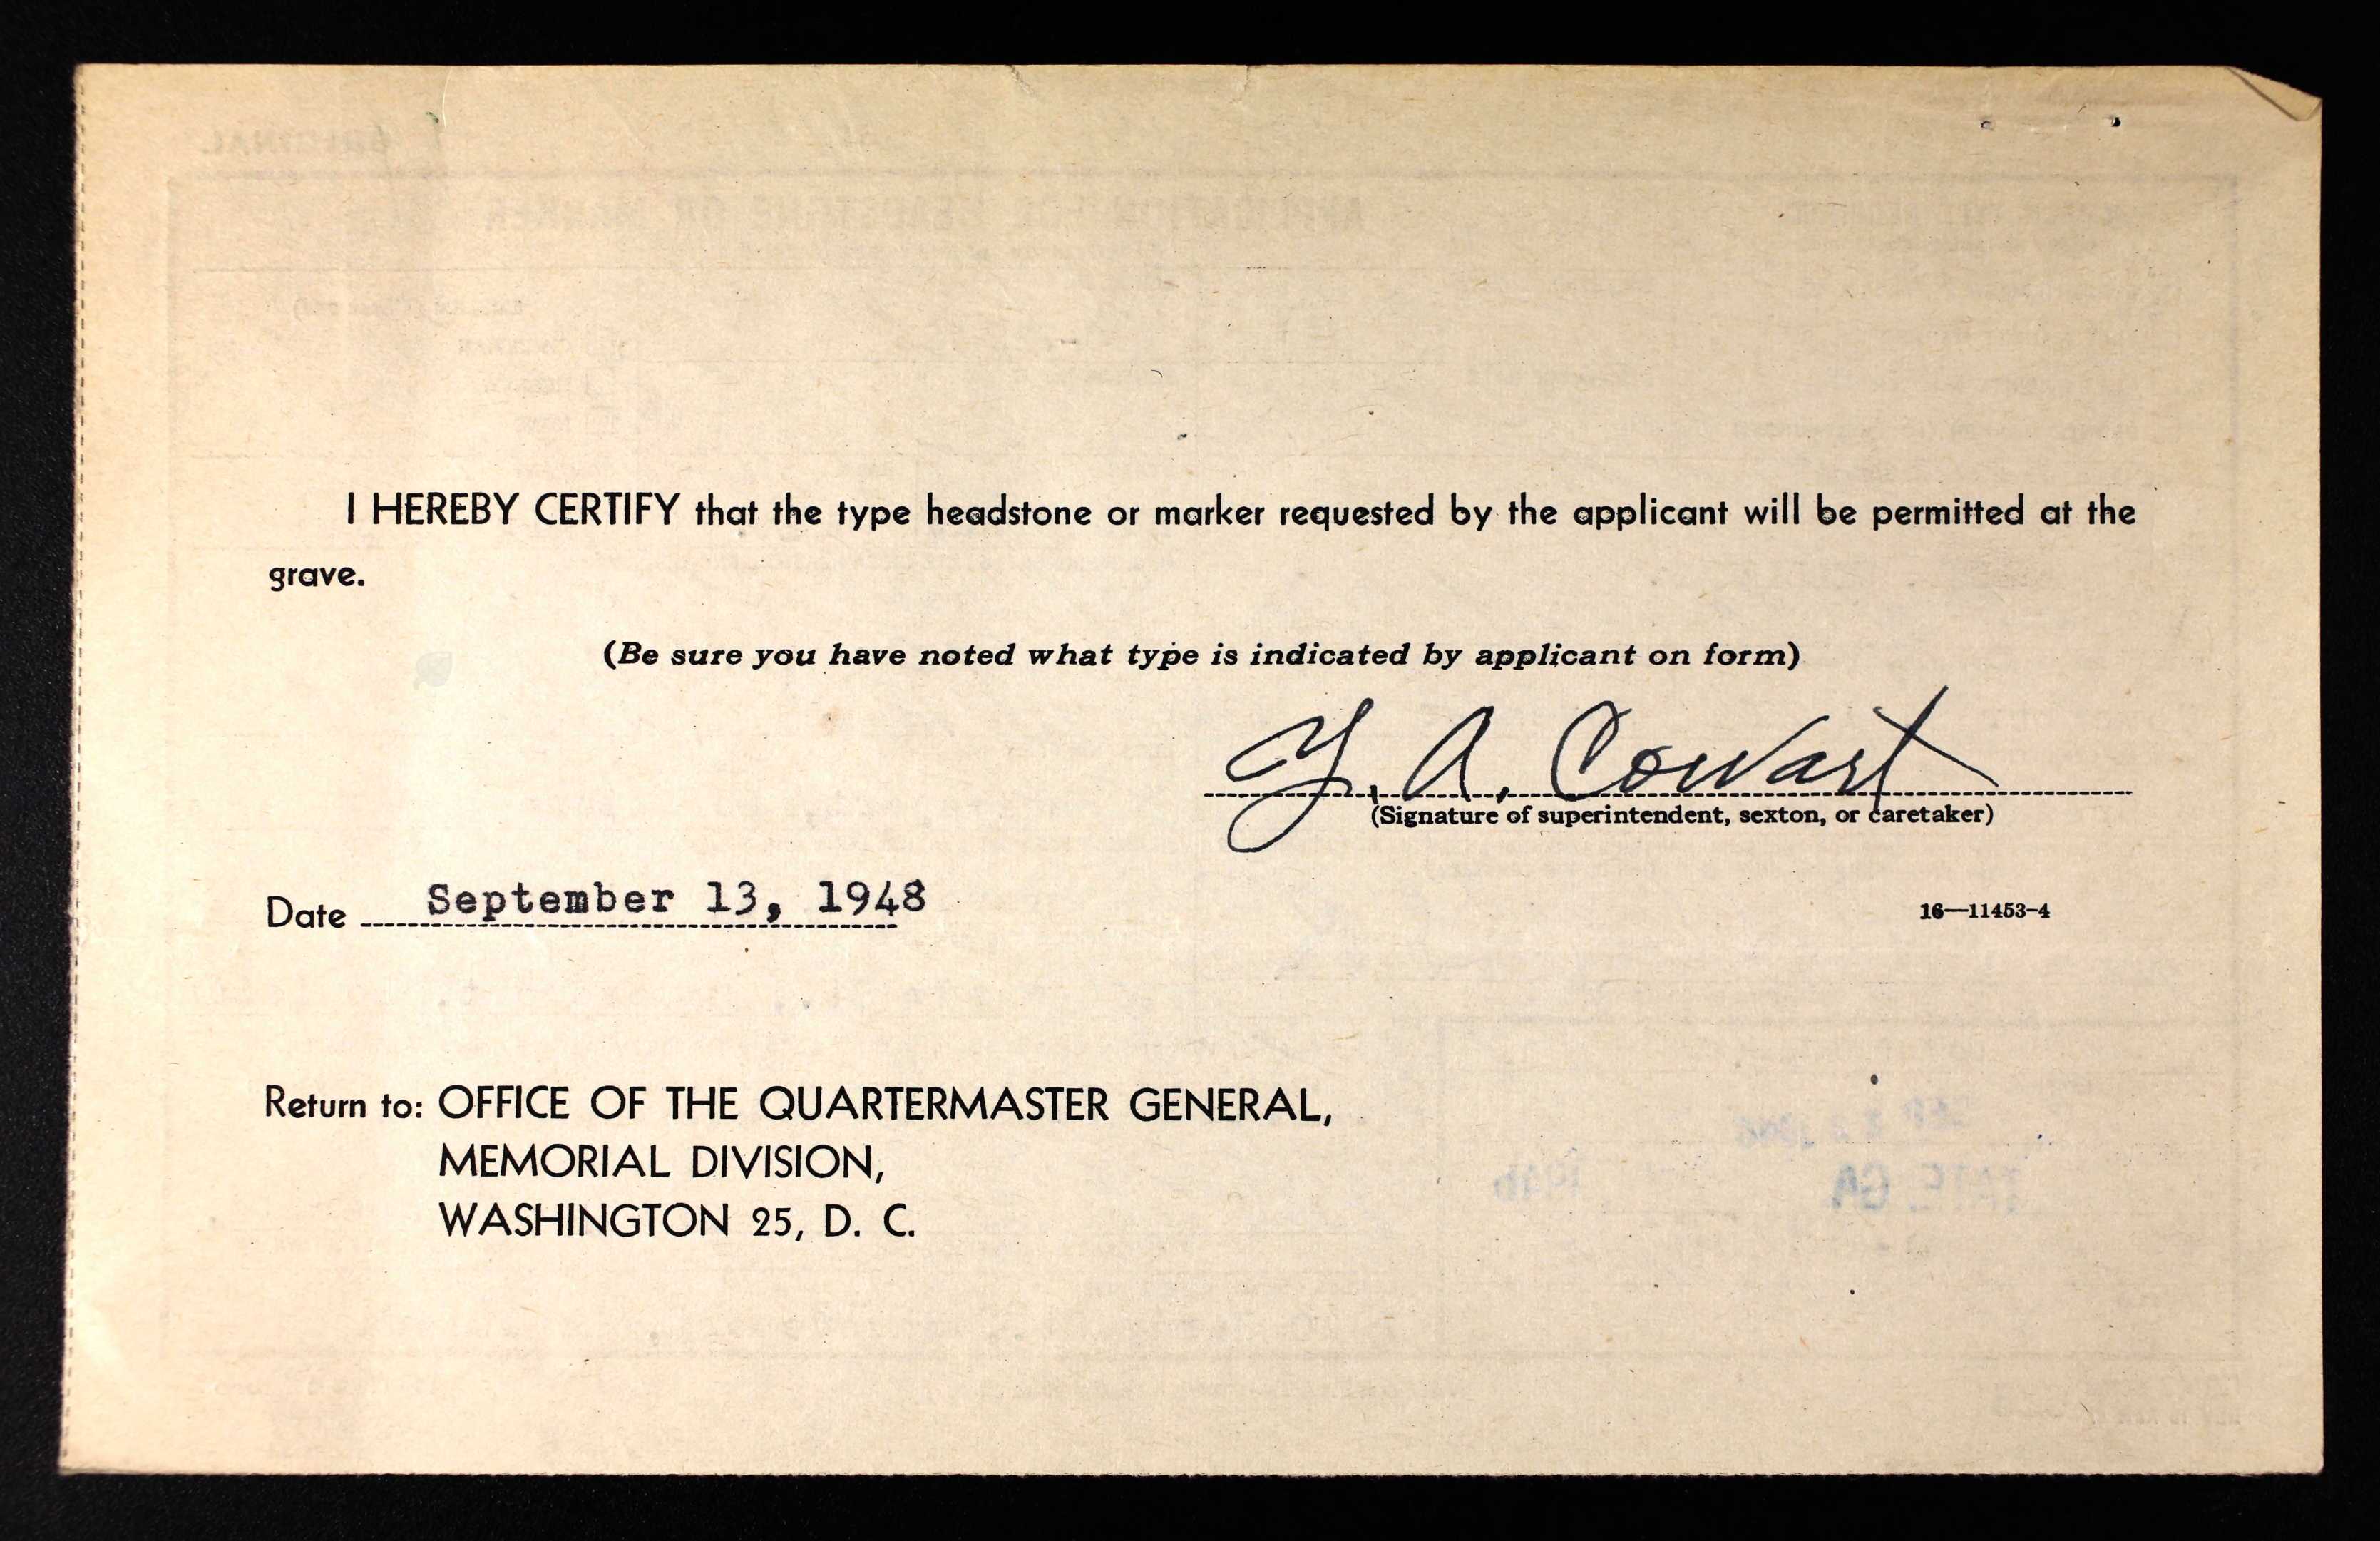 I HEREBY CERTIFY that the type headstone or marker requested by the applicant will be permitted at the
grave.
(Be sure you have noted what type is indicated by applicant on form)
Y. A. Cowart
(Signature of superintendent, sexton, or caretaker)
Date September 13, 1948
16—11453-4
Return to: OFFICE OF THE QUARTERMASTER GENERAL,
MEMORIAL DIVISION,
WASHINGTON 25, D. C.